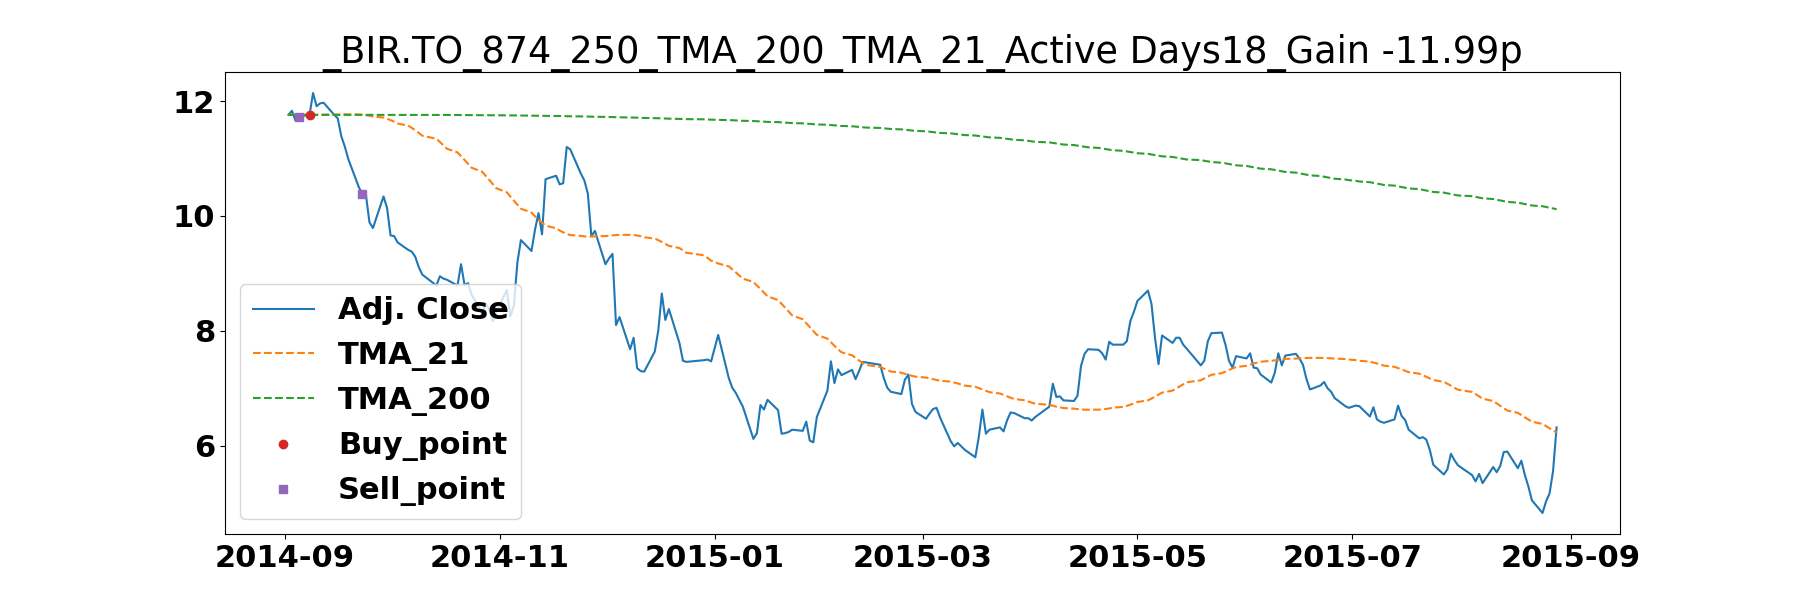 _BIR.TO_874_250_TMA_200_TMA_21_Active Days18_Gain -11.99p
12
10
8
6
Adj. Close
TMA_21
TMA_200
Buy_point
Sell_point
2014-09 2014-11 2015-01 2015-03 2015-05 2015-07 2015-09